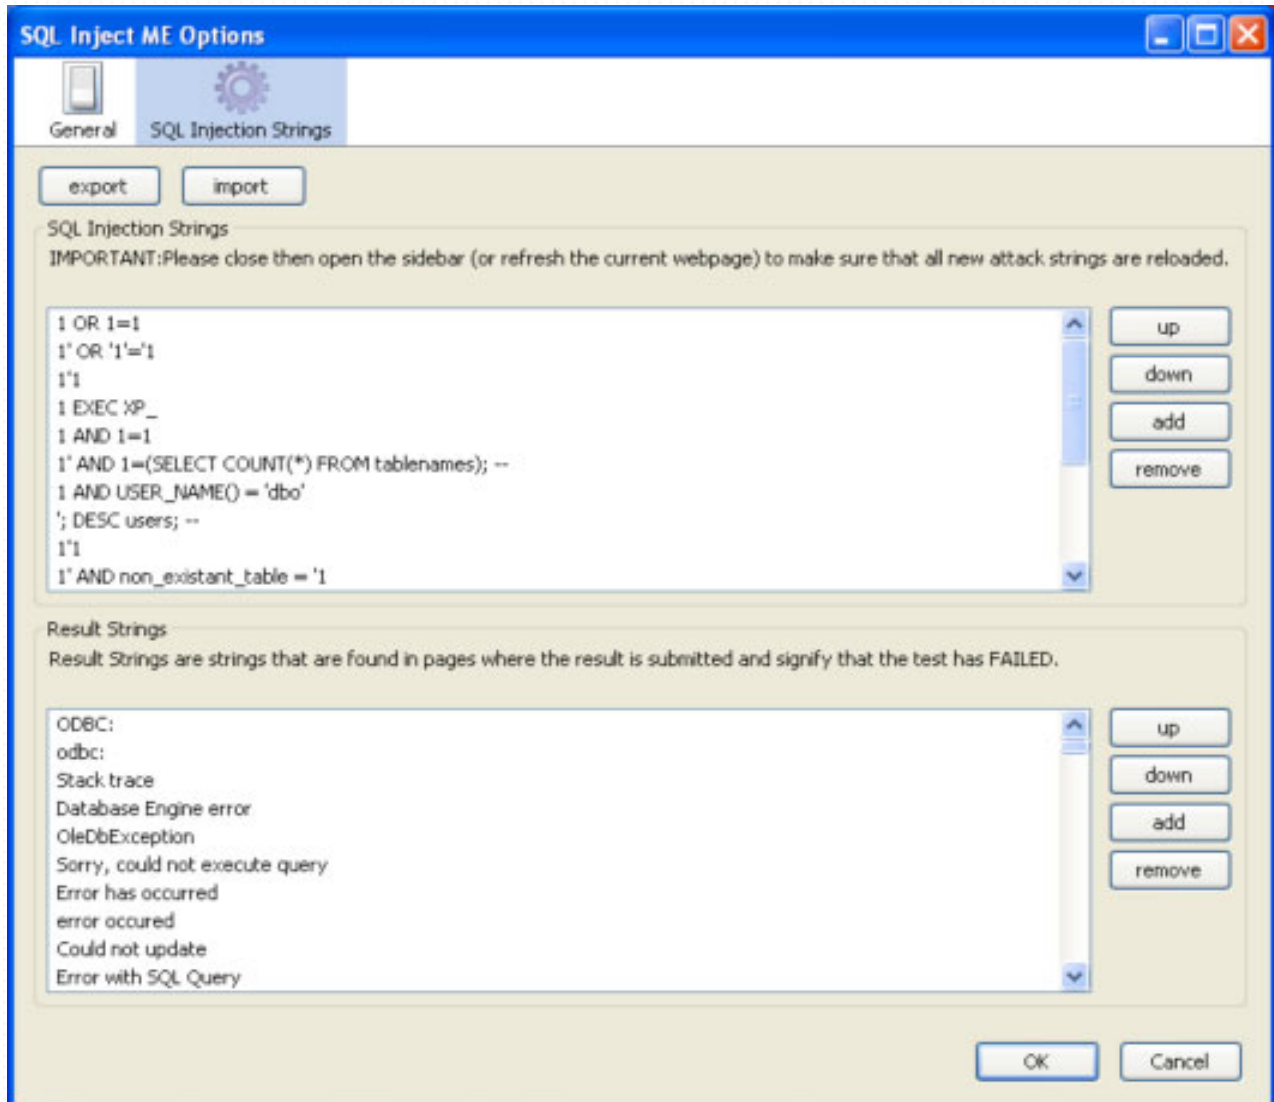 SQL Inject ME Options
General
SQL Injection Strings
export
import
SQL Injection Strings
IMPORTANT:Please close then open the sidebar (or refresh the current webpage) to make sure that all new attack strings are reloaded.
1 OR 1=1
1' OR '1'='1
1'1
1 EXEC XP_
1 AND 1=1
1' AND 1=(SELECT COUNT(*) FROM tablenames); --
1 AND USER_NAME() = 'dbo'
'; DESC users; --
1'1
1' AND non_existant_table = '1
up
down
add
remove
Result Strings
Result Strings are strings that are found in pages where the result is submitted and signify that the test has FAILED.
ODBC:
odbc:
Stack trace
Database Engine error
OleDbException
Sorry, could not execute query
Error has occurred
error occured
Could not update
Error with SQL Query
up
down
add
remove
OK
Cancel